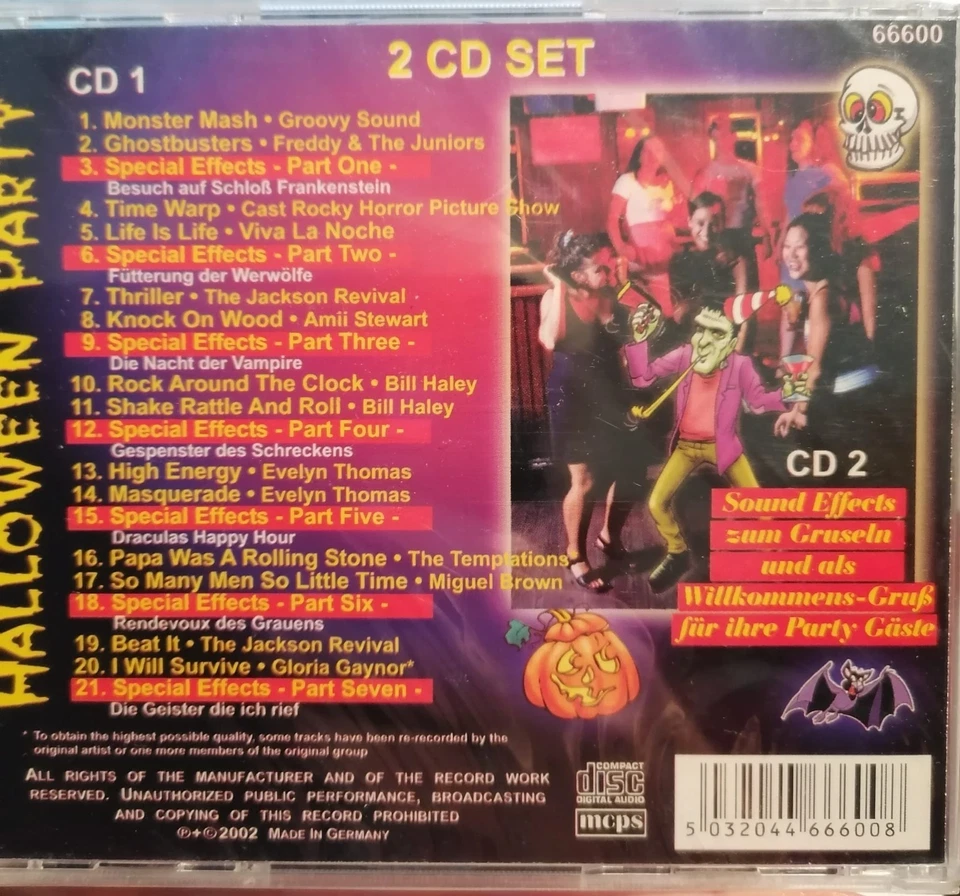 66600
2 CD SET
HALLOWEEN PARTY
CD 1
1. Monster Mash • Groovy Sound
2. Ghostbusters • Freddy & The Juniors
3. Special Effects - Part One -
Besuch auf Schloß Frankenstein
4. Time Warp • Cast Rocky Horror Picture Show
5. Life Is Life • Viva La Noche
6. Special Effects - Part Two -
Fütterung der Werwölfe
7. Thriller • The Jackson Revival
8. Knock On Wood • Amii Stewart
9. Special Effects - Part Three -
Die Nacht der Vampire
10. Rock Around The Clock • Bill Haley
11. Shake Rattle And Roll • Bill Haley
12. Special Effects - Part Four -
Gespenster des Schreckens
13. High Energy • Evelyn Thomas
14. Masquerade • Evelyn Thomas
15. Special Effects - Part Five -
Draculas Happy Hour
16. Papa Was A Rolling Stone • The Temptations
17. So Many Men So Little Time • Miguel Brown
18. Special Effects - Part Six -
Rendevoux des Grauens
19. Beat It • The Jackson Revival
20. I Will Survive • Gloria Gaynor*
21. Special Effects - Part Seven -
Die Geister die ich rief
CD 2
Sound Effects
zum Gruseln
und als
Willkommens-Gruß
für ihre Party Gäste
* To obtain the highest possible quality, some tracks have been re-recorded by the
original artist or one more members of the original group
ALL RIGHTS OF THE MANUFACTURER AND OF THE RECORD WORK
RESERVED. UNAUTHORIZED PUBLIC PERFORMANCE, BROADCASTING
AND COPYING OF THIS RECORD PROHIBITED
℗+©2002 MADE IN GERMANY
COMPACT
disc
DIGITAL AUDIO
mcps
5 032044 666008